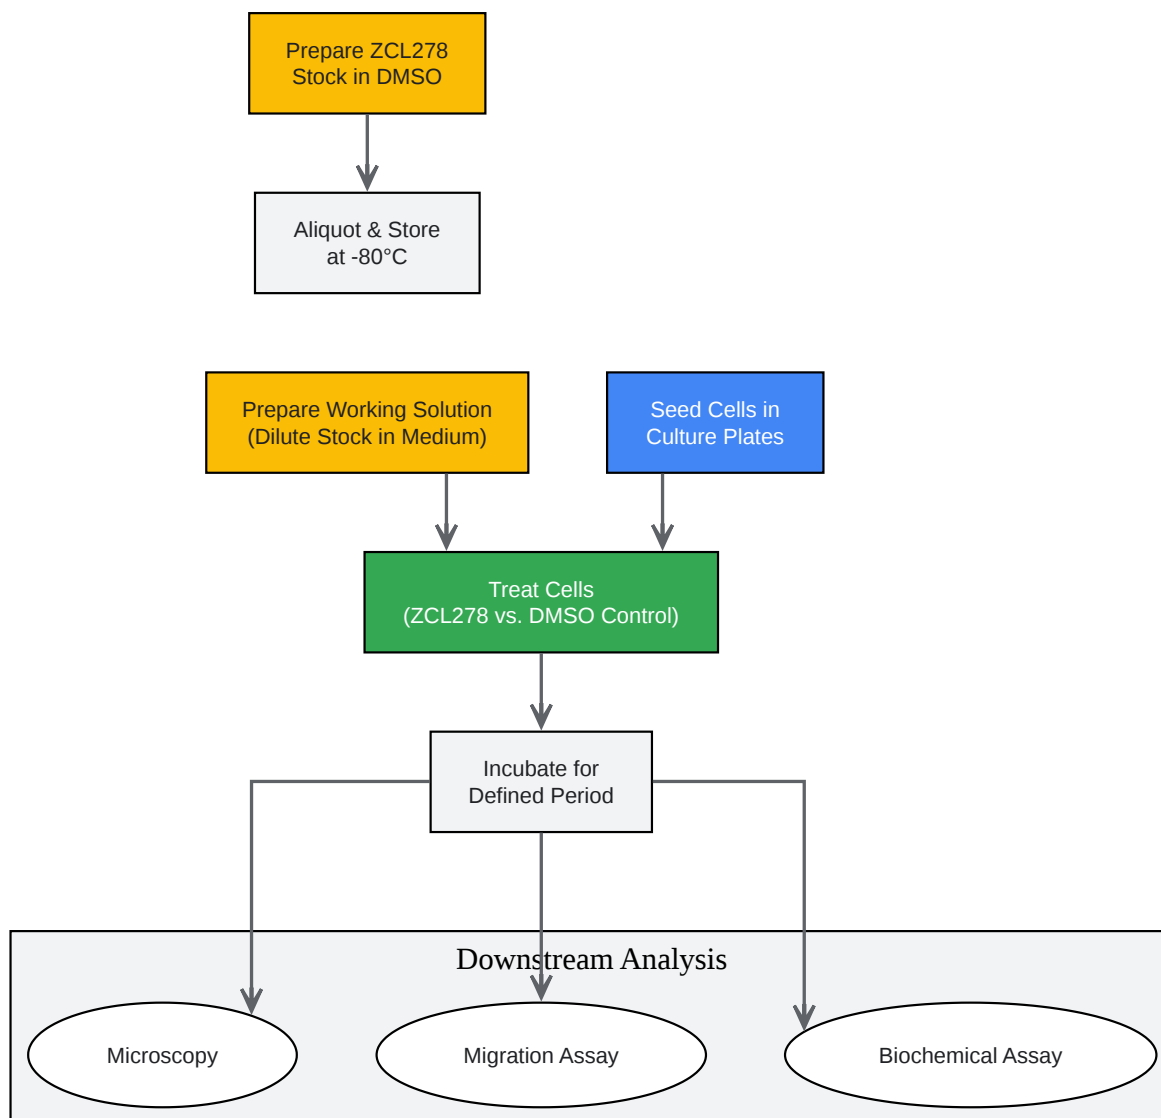 Prepare ZCL278
Stock in DMSO
Aliquot & Store
at -80°C
Prepare Working Solution
(Dilute Stock in Medium)
Seed Cells in
Culture Plates
Treat Cells
(ZCL278 vs. DMSO Control)
Incubate for
Defined Period
Downstream Analysis
Microscopy
Migration Assay
Biochemical Assay